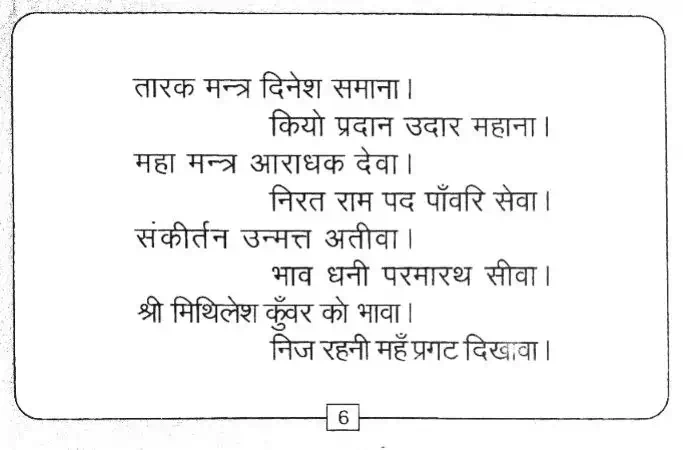 तारक मन्त्र दिनेश समाना।
कियो प्रदान उदार महाना।
महा मन्त्र आराधक देवा।
निरत राम पद पाँवरि सेवा।
संकीर्तन उन्मत्त अतीवा।
भाव धनी परमारथ सीवा।
श्री मिथिलेश कुँवर को भावा।
निज रहनी महँ प्रगट दिखावा।
6